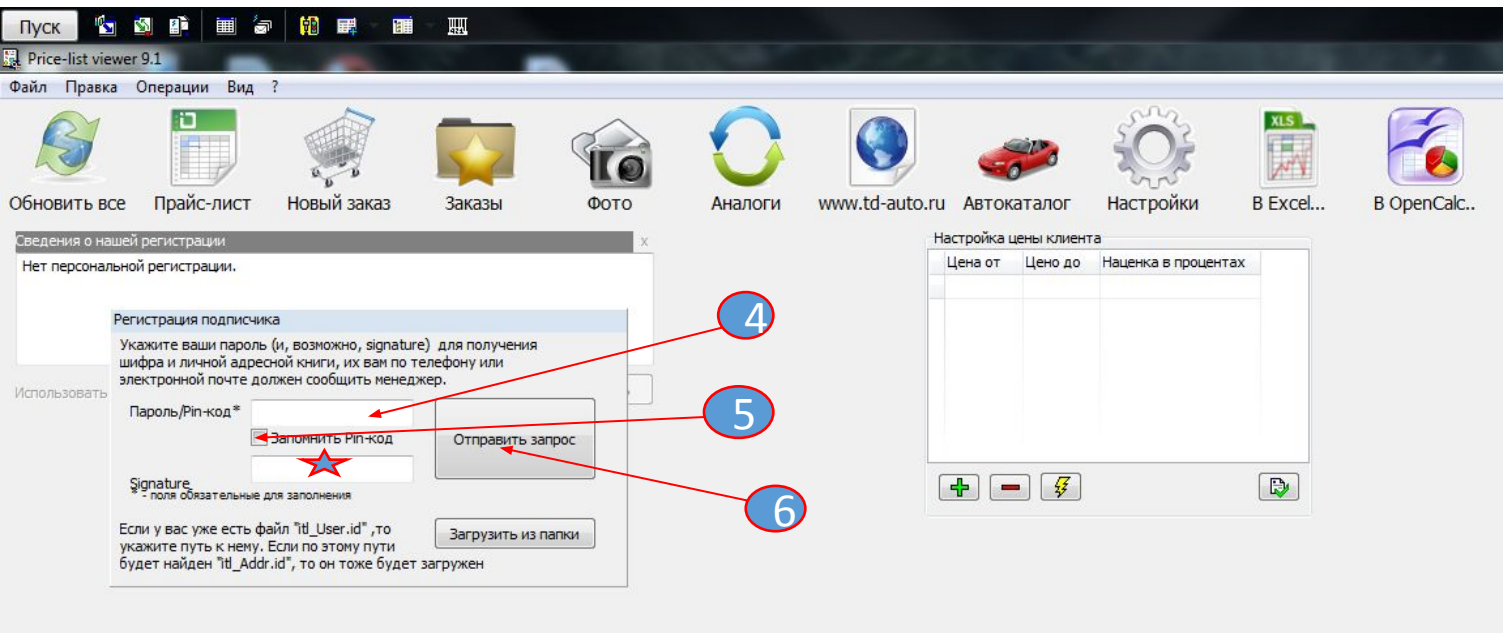 Пуск
Price-list viewer 9.1
Файл Правка Операции Вид ?
XLS
Обновить все Прайс-лист Новый заказ Заказы Фото Аналоги www.td-auto.ru Автокаталог Настройки В Excel... В OpenCalc..
Сведения о нашей регистрации x
Нет персональной регистрации.
Настройка цены клиента
Цена от Цено до Наценка в процентах
Регистрация подписчика
Укажите ваши пароль (и, возможно, signature) для получения
шифра и личной адресной книги, их вам по телефону или
электронной почте должен сообщить менеджер.
Использовать
Пароль/Pin-код*
Запомнить Pin-код
Отправить запрос
Signature
* - поля обязательные для заполнения
Если у вас уже есть файл "itl_User.id" ,то
укажите путь к нему. Если по этому пути
будет найден "itl_Addr.id", то он тоже будет загружен
Загрузить из папки
4
5
6